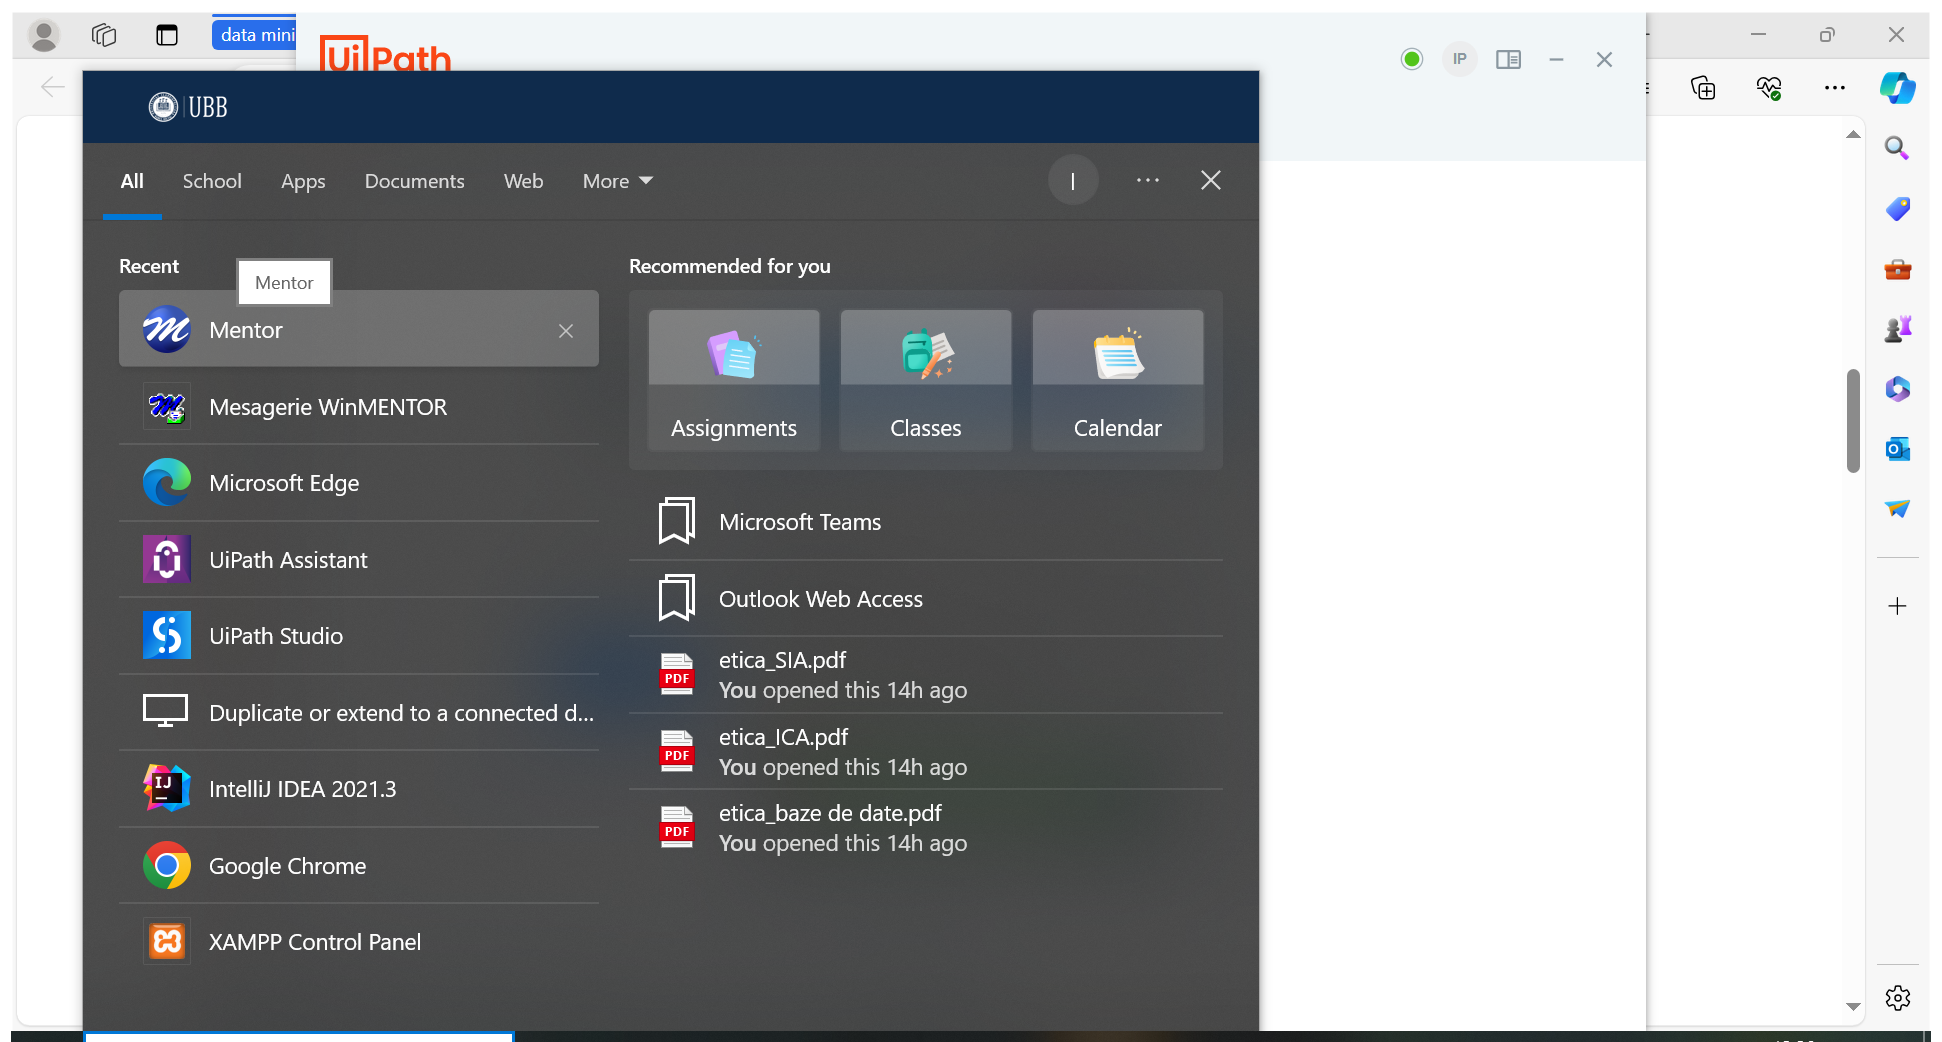 data mini
UiPath
IP
UBB
All School Apps Documents Web More
I
Recent
Mentor
Mentor
Mesagerie WinMENTOR
Microsoft Edge
UiPath Assistant
UiPath Studio
Duplicate or extend to a connected d...
IntelliJ IDEA 2021.3
Google Chrome
XAMPP Control Panel
Recommended for you
Assignments Classes Calendar
Microsoft Teams
Outlook Web Access
PDF
etica_SIA.pdf
You opened this 14h ago
PDF
etica_ICA.pdf
You opened this 14h ago
PDF
etica_baze de date.pdf
You opened this 14h ago